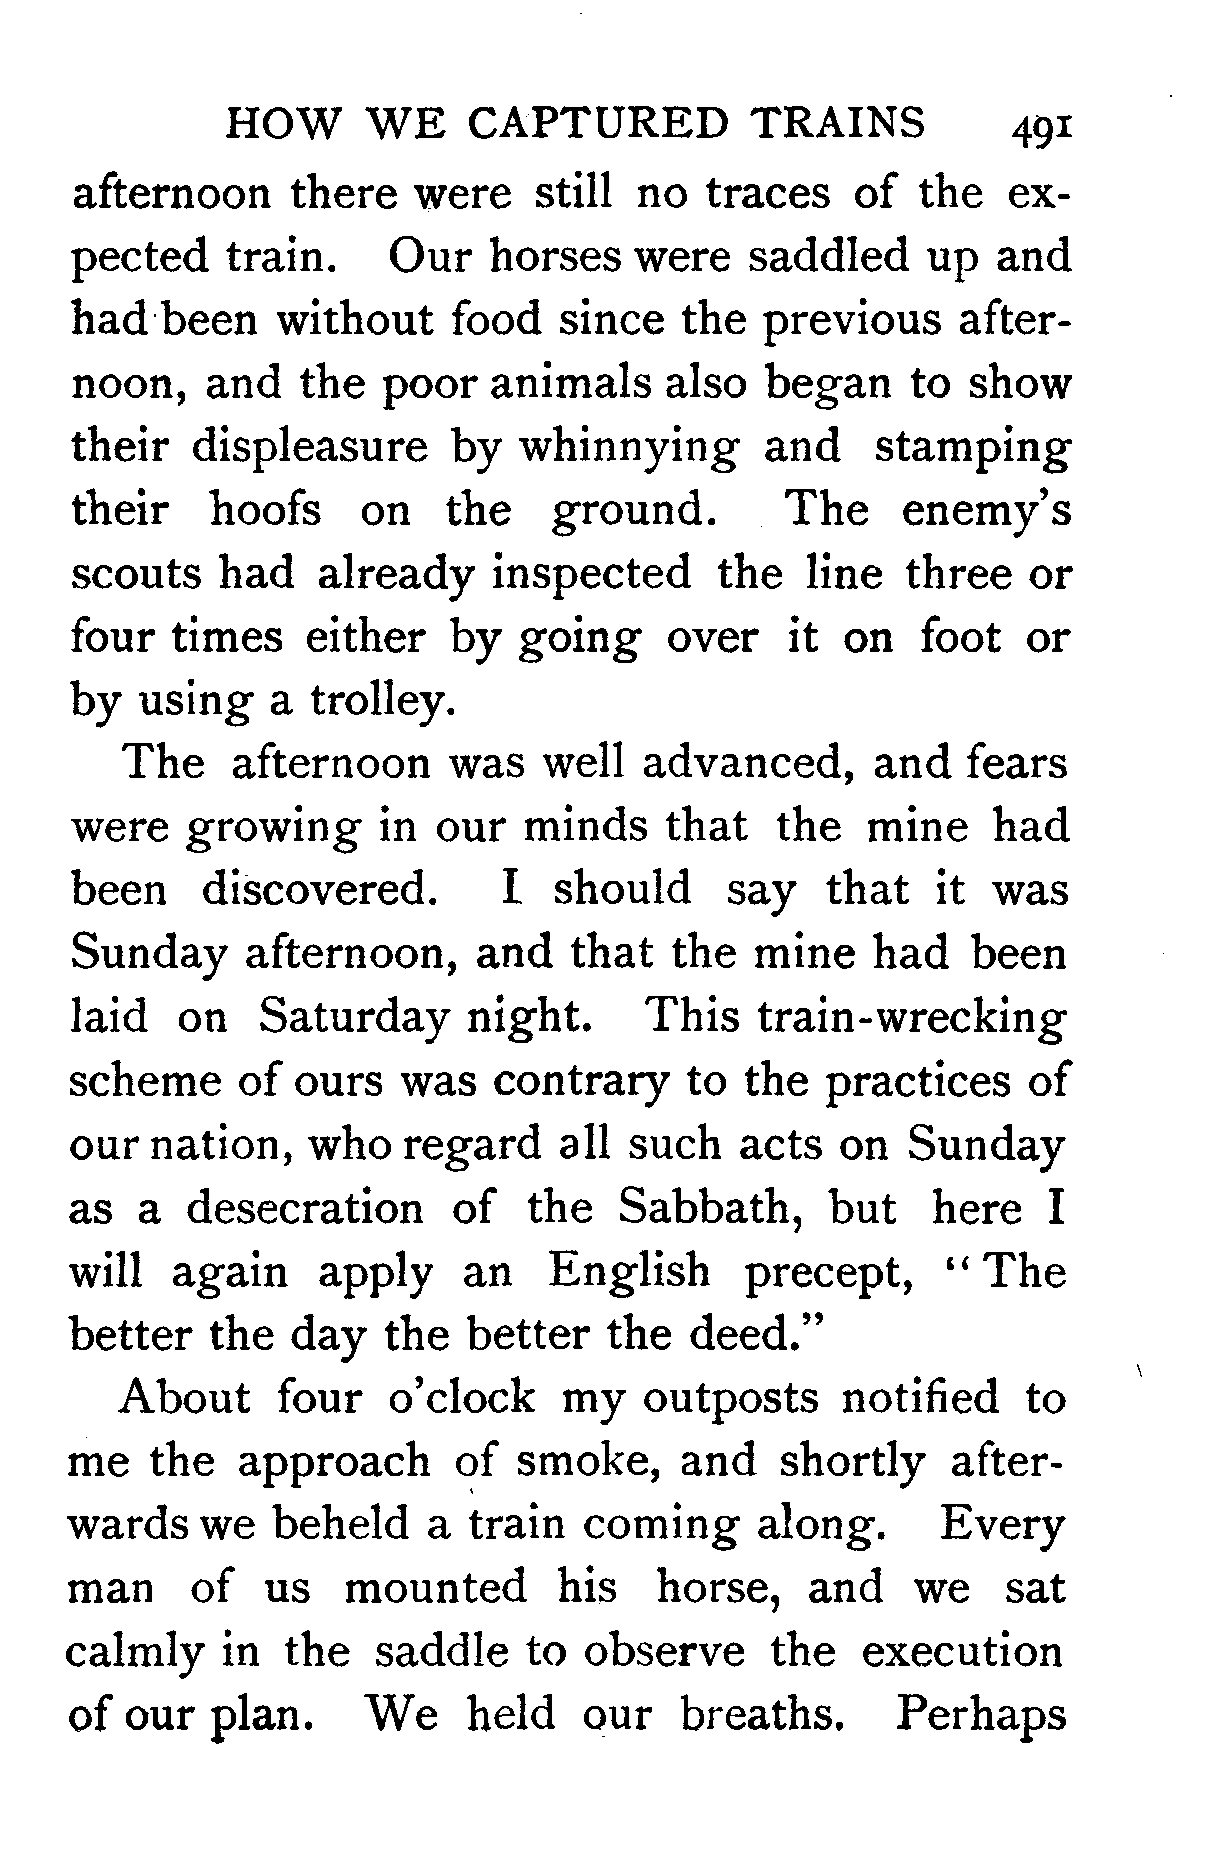 HOW WE CAPTURED TRAINS 491
afternoon there were still no traces of the ex-
pected train. Our horses were saddled up and
had been without food since the previous after-
noon, and the poor animals also began to show
their displeasure by whinnying and stamping
their hoofs on the ground. The enemy's
scouts had already inspected the line three or
four times either by going over it on foot or
by using a trolley.
The afternoon was well advanced, and fears
were growing in our minds that the mine had
been discovered. I should say that it was
Sunday afternoon, and that the mine had been
laid on Saturday night. This train-wrecking
scheme of ours was contrary to the practices of
our nation, who regard all such acts on Sunday
as a desecration of the Sabbath, but here I
will again apply an English precept, “The
better the day the better the deed.”
About four o'clock my outposts notified to
me the approach of smoke, and shortly after-
wards we beheld a train coming along. Every
man of us mounted his horse, and we sat
calmly in the saddle to observe the execution
of our plan. We held our breaths. Perhaps